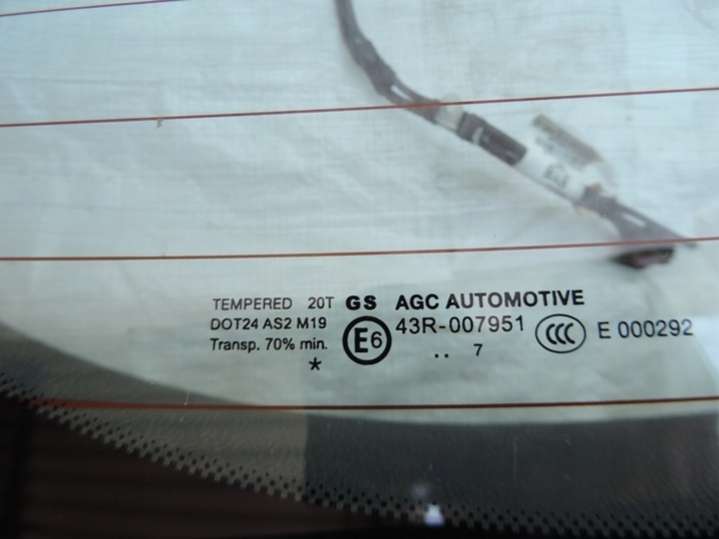 TEMPERED 20T GS AGC AUTOMOTIVE
DOT24 AS2 M19 E6 43R-007951 CCC E 000292
Transp. 70% min. .. 7
*